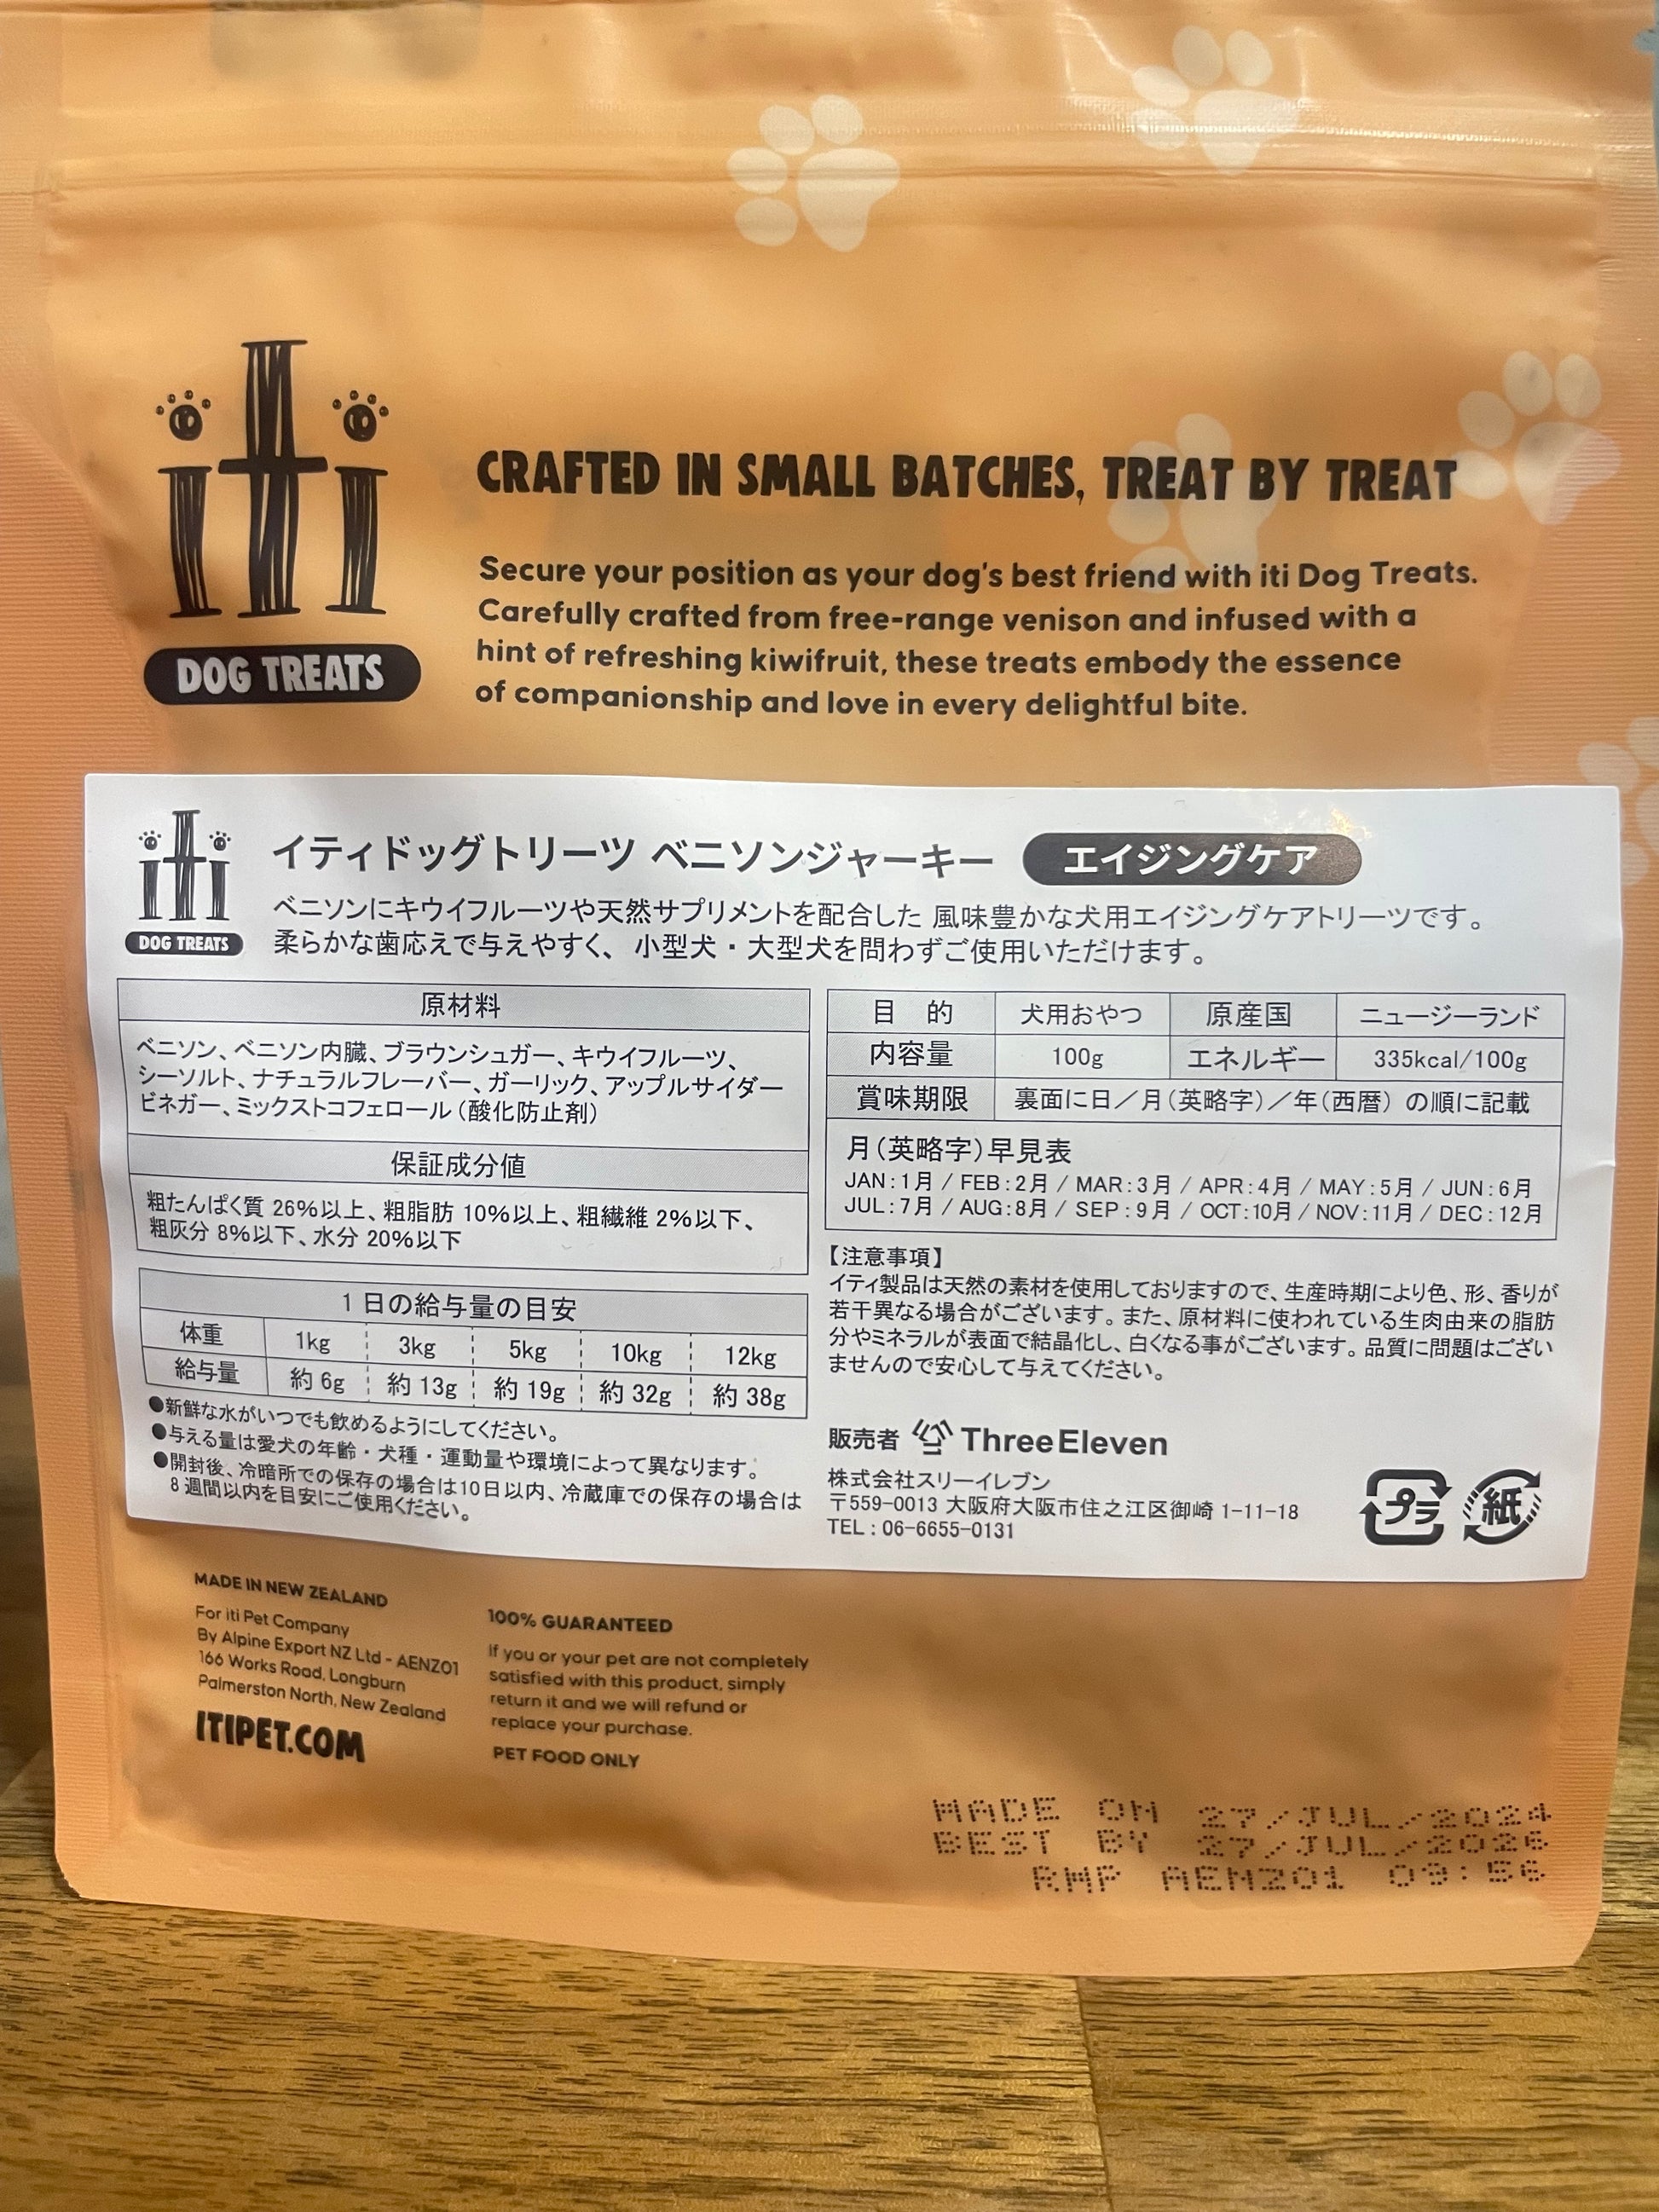 iti
DOG TREATS
CRAFTED IN SMALL BATCHES, TREAT BY TREAT
Secure your position as your dog's best friend with iti Dog Treats.
Carefully crafted from free-range venison and infused with a
hint of refreshing kiwifruit, these treats embody the essence
of companionship and love in every delightful bite.
iti
DOG TREATS
イティドッグトリーツ ベニソンジャーキー エイジングケア
ベニソンにキウイフルーツや天然サプリメントを配合した 風味豊かな犬用エイジングケアトリーツです。
柔らかな歯応えで与えやすく、 小型犬・大型犬を問わずご使用いただけます。
原材料
ベニソン、ベニソン内臓、ブラウンシュガー、キウイフルーツ、
シーソルト、ナチュラルフレーバー、ガーリック、アップルサイダー
ビネガー、ミックストコフェロール（酸化防止剤）
保証成分値
粗たんぱく質 26%以上、粗脂肪 10%以上、粗繊維 2%以下、
粗灰分 8%以下、水分 20%以下
1日の給与量の目安
体重 1kg 3kg 5kg 10kg 12kg
給与量 約 6g 約 13g 約 19g 約 32g 約 38g
●新鮮な水がいつでも飲めるようにしてください。
●与える量は愛犬の年齢・犬種・運動量や環境によって異なります。
●開封後、冷暗所での保存の場合は10日以内、冷蔵庫での保存の場合は
8週間以内を目安にご使用ください。
目 的 犬用おやつ 原産国 ニュージーランド
内容量 100g エネルギー 335kcal/100g
賞味期限 裏面に日／月（英略字）／年（西暦）の順に記載
月（英略字）早見表
JAN：1月 / FEB：2月 / MAR：3月 / APR：4月 / MAY：5月 / JUN：6月
JUL：7月 / AUG：8月 / SEP：9月 / OCT：10月 / NOV：11月 / DEC：12月
【注意事項】
イティ製品は天然の素材を使用しておりますので、生産時期により色、形、香りが
若干異なる場合がございます。また、原材料に使われている生肉由来の脂肪
分やミネラルが表面で結晶化し、白くなる事がございます。品質に問題はござい
ませんので安心して与えてください。
販売者 ThreeEleven
株式会社スリーイレブン
〒559-0013 大阪府大阪市住之江区御崎 1-11-18
TEL：06-6655-0131
プラ 紙
MADE IN NEW ZEALAND
For iti Pet Company
By Alpine Export NZ Ltd - AENZ01
166 Works Road, Longburn
Palmerston North, New Zealand
ITIPET.COM
100% GUARANTEED
If you or your pet are not completely
satisfied with this product, simply
return it and we will refund or
replace your purchase.
PET FOOD ONLY
MADE ON 27/JUL/2024
BEST BY 27/JUL/2026
RMP AENZ01 09:56